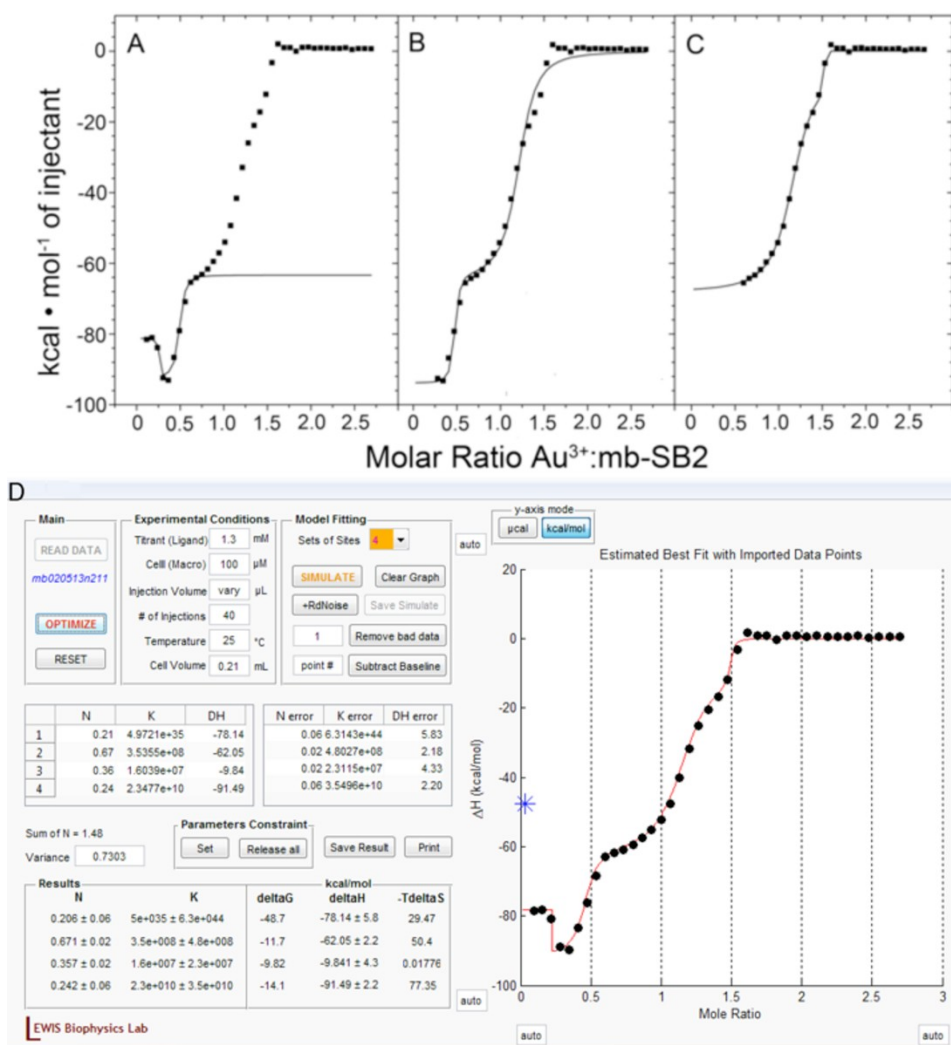 A B C
0
-20
-40
-60
-80
-100
kcal • mol⁻¹ of injectant
0 0.5 1.0 1.5 2.0 2.5 0 0.5 1.0 1.5 2.0 2.5 0 0.5 1.0 1.5 2.0 2.5
Molar Ratio Au³⁺:mb-SB2
D
Main
READ DATA
mb020513n211
OPTIMIZE
RESET
Experimental Conditions
Titrant (Ligand) 1.3 mM
Celll (Macro) 100 µM
Injection Volume vary µL
# of Injections 40
Temperature 25 °C
Cell Volume 0.21 mL
Model Fitting
Sets of Sites 4
SIMULATE Clear Graph
+RdNoise Save Simulate
1 Remove bad data
point # Subtract Baseline
auto
y-axis mode
µcal kcal/mol
N K DH
1 0.21 4.9721e+35 -78.14
2 0.67 3.5355e+08 -62.05
3 0.36 1.6039e+07 -9.84
4 0.24 2.3477e+10 -91.49
N error K error DH error
0.06 6.3143e+44 5.83
0.02 4.8027e+08 2.18
0.02 2.3115e+07 4.33
0.06 3.5496e+10 2.20
Sum of N = 1.48
Variance 0.7303
Parameters Constraint
Set Release all
Save Result Print
Results kcal/mol
N K deltaG deltaH -TdeltaS
0.206 ± 0.06 5e+035 ± 6.3e+044 -48.7 -78.14 ± 5.8 29.47
0.671 ± 0.02 3.5e+008 ± 4.8e+008 -11.7 -62.05 ± 2.2 50.4
0.357 ± 0.02 1.6e+007 ± 2.3e+007 -9.82 -9.841 ± 4.3 0.01776
0.242 ± 0.06 2.3e+010 ± 3.5e+010 -14.1 -91.49 ± 2.2 77.35
LEWIS Biophysics Lab
Estimated Best Fit with Imported Data Points
20
0
-20
-40
-60
-80
-100
ΔH (kcal/mol)
0 0.5 1 1.5 2 2.5 3
Mole Ratio
auto
auto auto